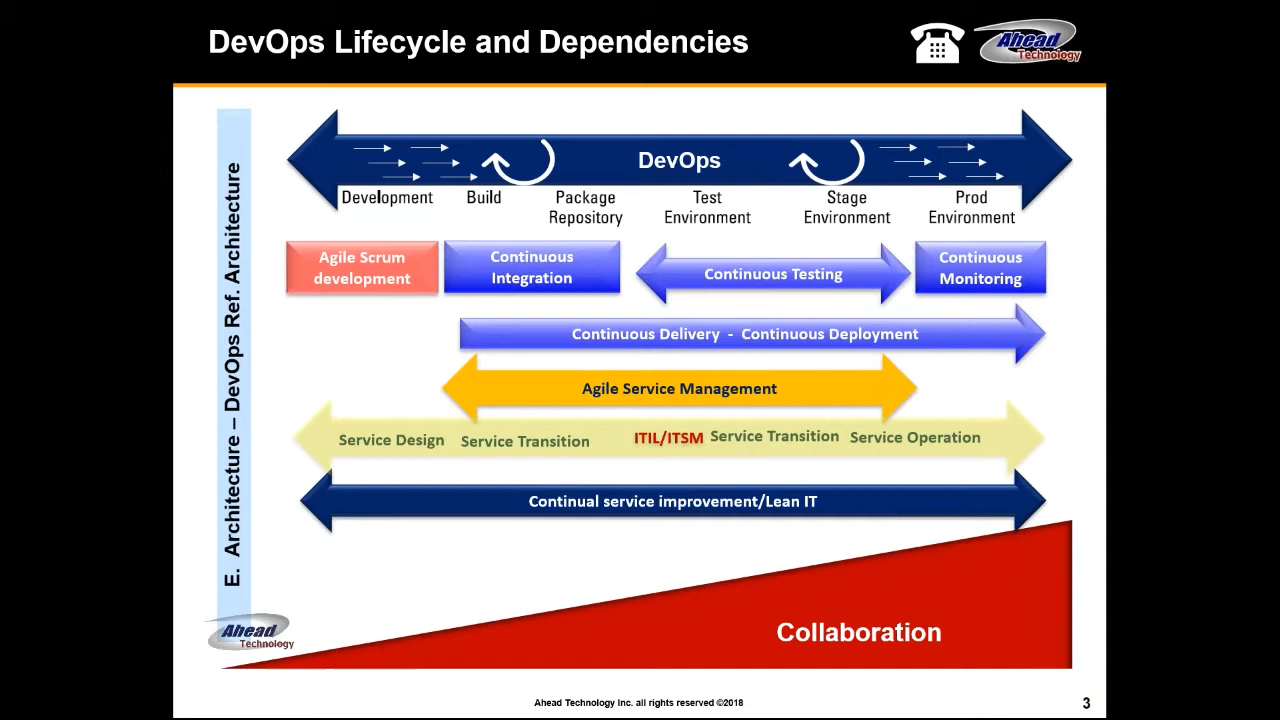 DevOps Lifecycle and Dependencies
Ahead
Technology
E. Architecture – DevOps Ref. Architecture
DevOps
Development
Build
Package
Repository
Test
Environment
Stage
Environment
Prod
Environment
Agile Scrum
development
Continuous
Integration
Continuous Testing
Continuous
Monitoring
Continuous Delivery - Continuous Deployment
Agile Service Management
Service Design
Service Transition
ITIL/ITSM
Service Transition
Service Operation
Continual service improvement/Lean IT
Collaboration
Ahead
Technology
Ahead Technology Inc. all rights reserved ©2018
3